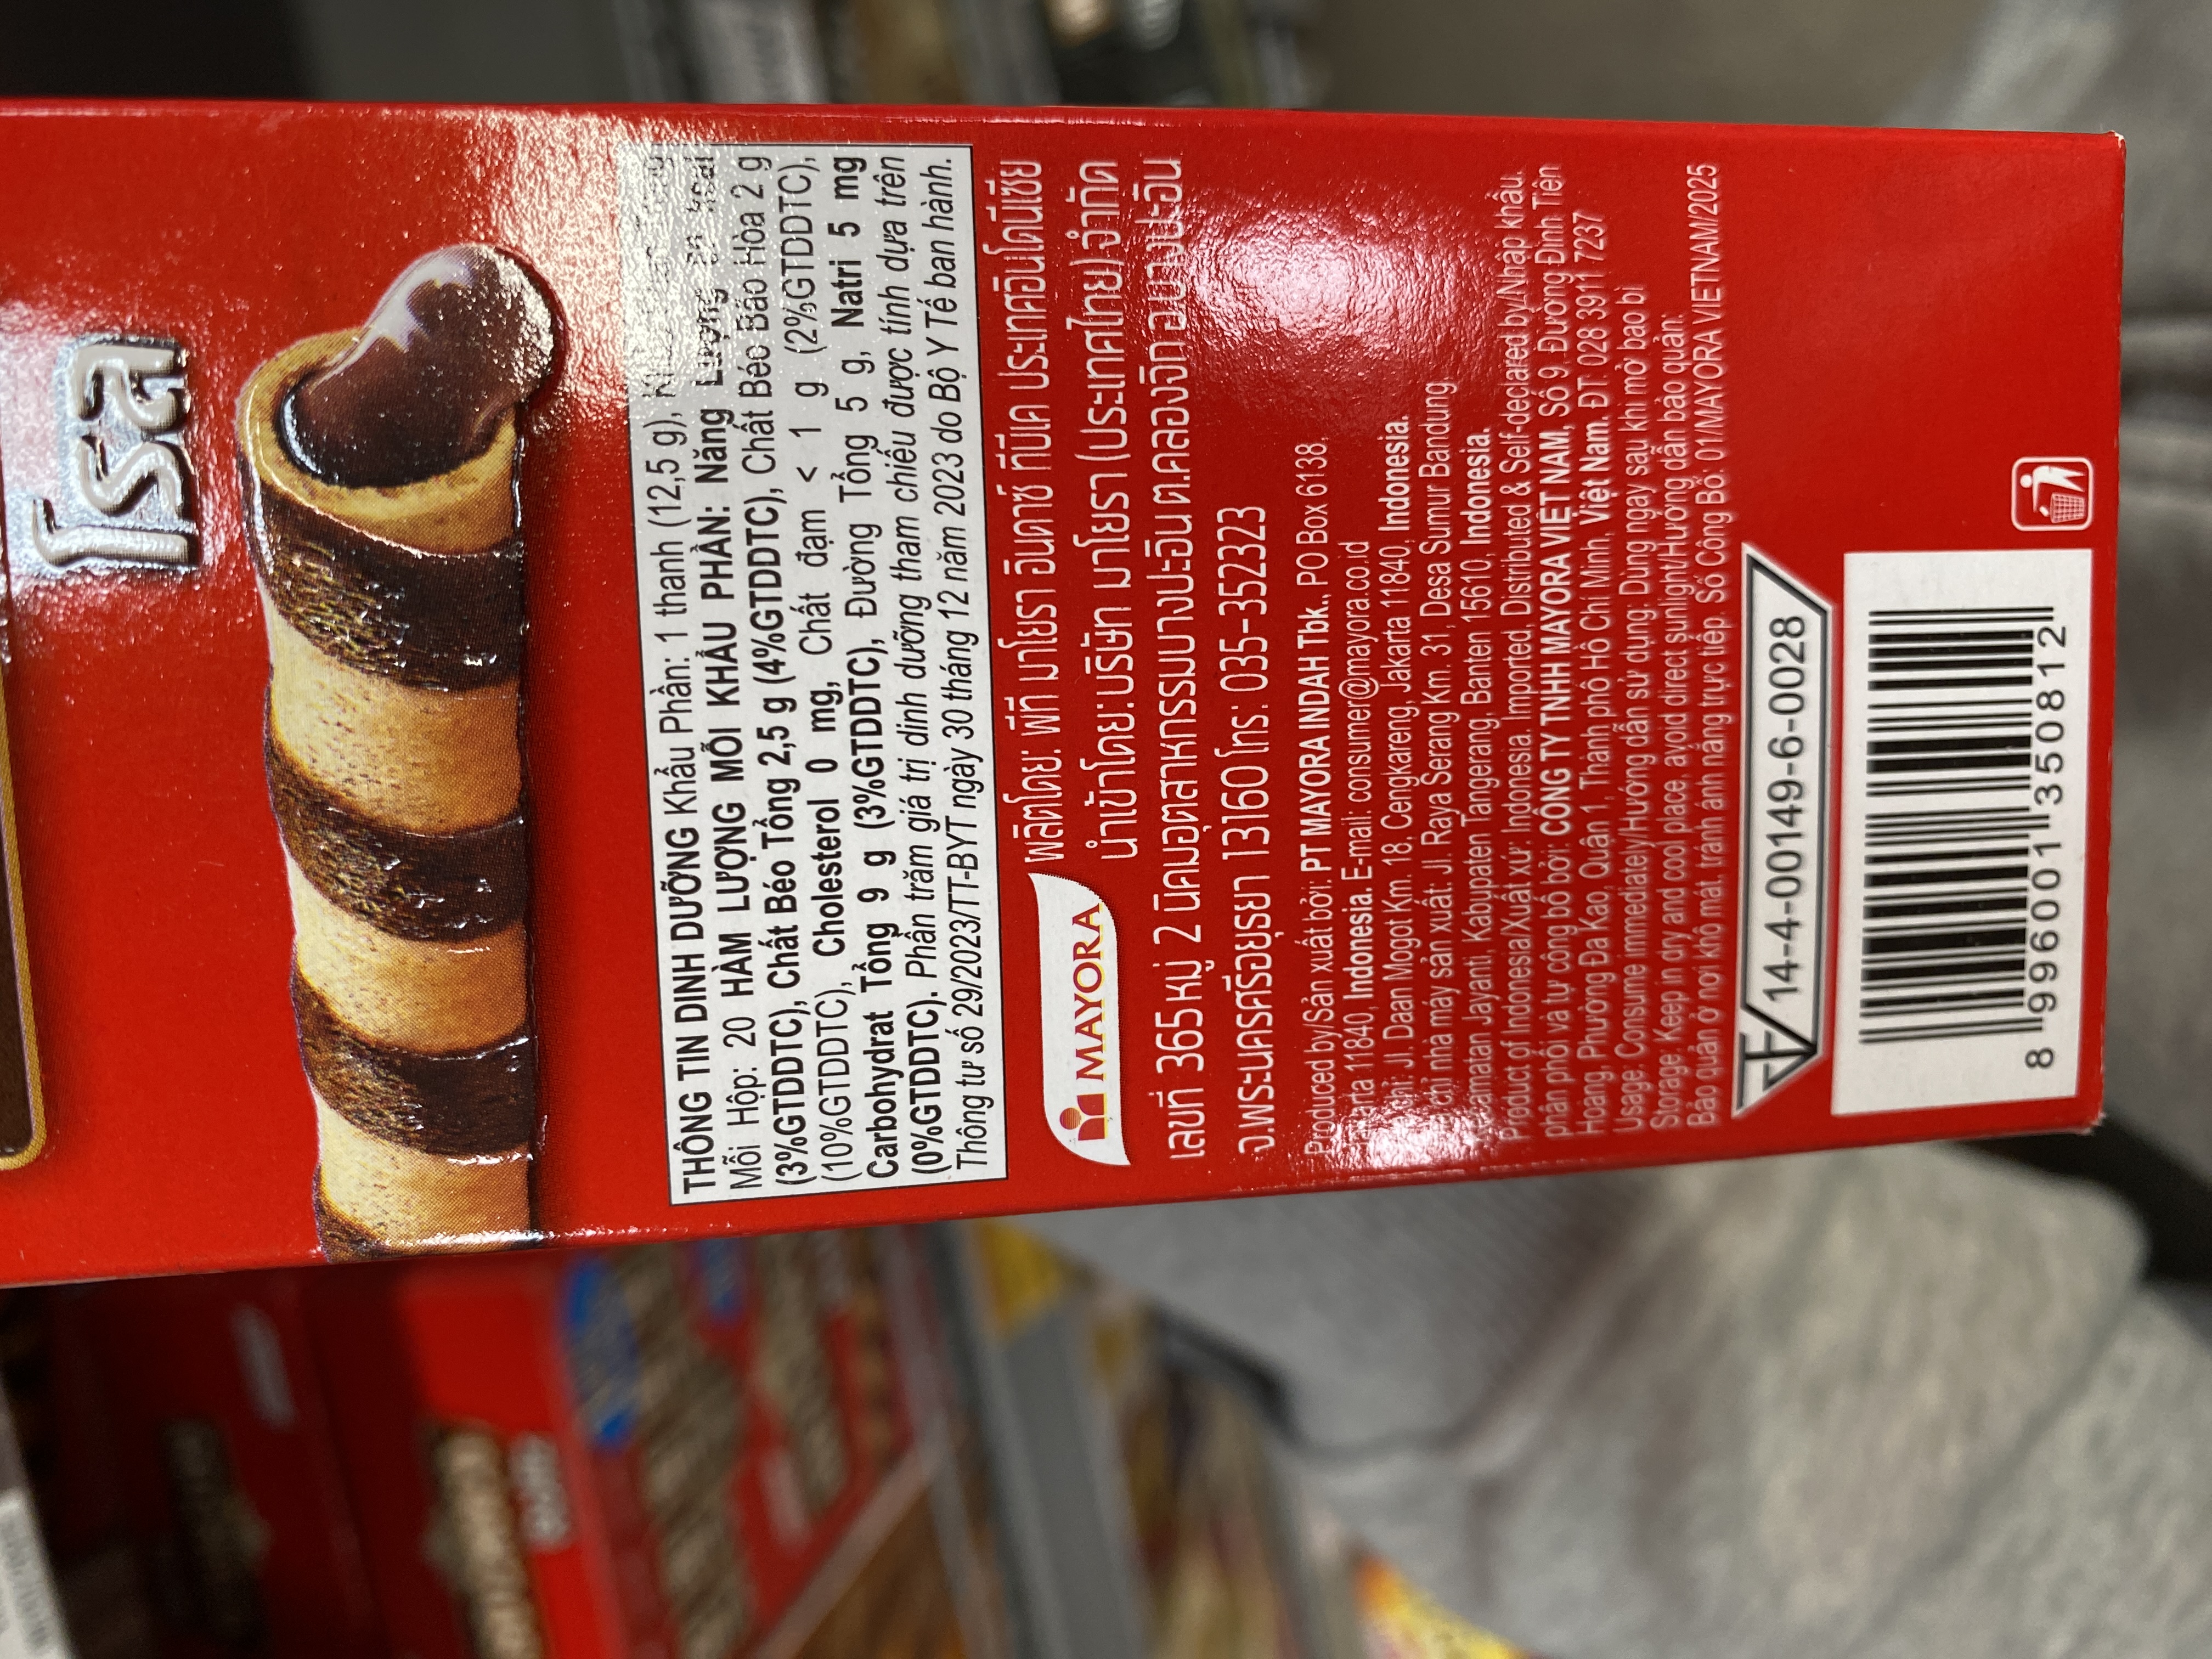 โรล
THÔNG TIN DINH DƯỠNG Khẩu Phần: 1 thanh (12,5 g),
Mỗi Hộp: 20 HÀM LƯỢNG MỖI KHẨU PHẦN: Năng Lượng kcal
(3%GTDDTC), Chất Béo Tổng 2,5 g (4%GTDDTC), Chất Béo Bão Hòa 2 g
(10%GTDDTC), Cholesterol 0 mg, Chất đạm < 1 g (2%GTDDTC),
Carbohydrat Tổng 9 g (3%GTDDTC), Đường Tổng 5 g, Natri 5 mg
(0%GTDDTC). Phần trăm giá trị dinh dưỡng tham chiếu được tính dựa trên
Thông tư số 29/2023/TT-BYT ngày 30 tháng 12 năm 2023 do Bộ Y Tế ban hành.
MAYORA
ผลิตโดย: พีที มาโยรา อินดาซ์ ทีบีเค ประเทศอินโดนีเซีย
นำเข้าโดย:บริษัท มาโยรา (ประเทศไทย) จำกัด
เลขที่ 365 หมู่ 2 นิคมอุตสาหกรรมบางปะอิน ต.คลองจิก อ.บางปะอิน
จ.พระนครศรีอยุธยา 13160 โทร: 035-352323
Produced by/Sản xuất bởi: PT MAYORA INDAH Tbk., PO Box 6138,
Jakarta 11840, Indonesia. E-mail: consumer@mayora.co.id
chỉ: Jl. Daan Mogot Km. 18, Cengkareng, Jakarta 11840, Indonesia.
chỉ nhà máy sản xuất: Jl. Raya Serang Km. 31, Desa Sumur Bandung,
Kecamatan Jayanti, Kabupaten Tangerang, Banten 15610, Indonesia.
Product of Indonesia/Xuất xứ: Indonesia. Imported, Distributed & Self-declared by/Nhập khẩu,
phân phối và tự công bố bởi: CÔNG TY TNHH MAYORA VIỆT NAM, Số 9, Đường Đinh Tiên
Hoàng, Phường Đa Kao, Quận 1, Thành phố Hồ Chí Minh, Việt Nam. ĐT: 028 3911 7237
Usage: Consume immediately/Hướng dẫn sử dụng: Dùng ngay sau khi mở bao bì
Storage: Keep in dry and cool place, avoid direct sunlight/Hướng dẫn bảo quản:
Bảo quản ở nơi khô mát, tránh ánh nắng trực tiếp. Số Công Bố: 01/MAYORA VIETNAM/2025
14-4-00149-6-0028
8 996001 350812